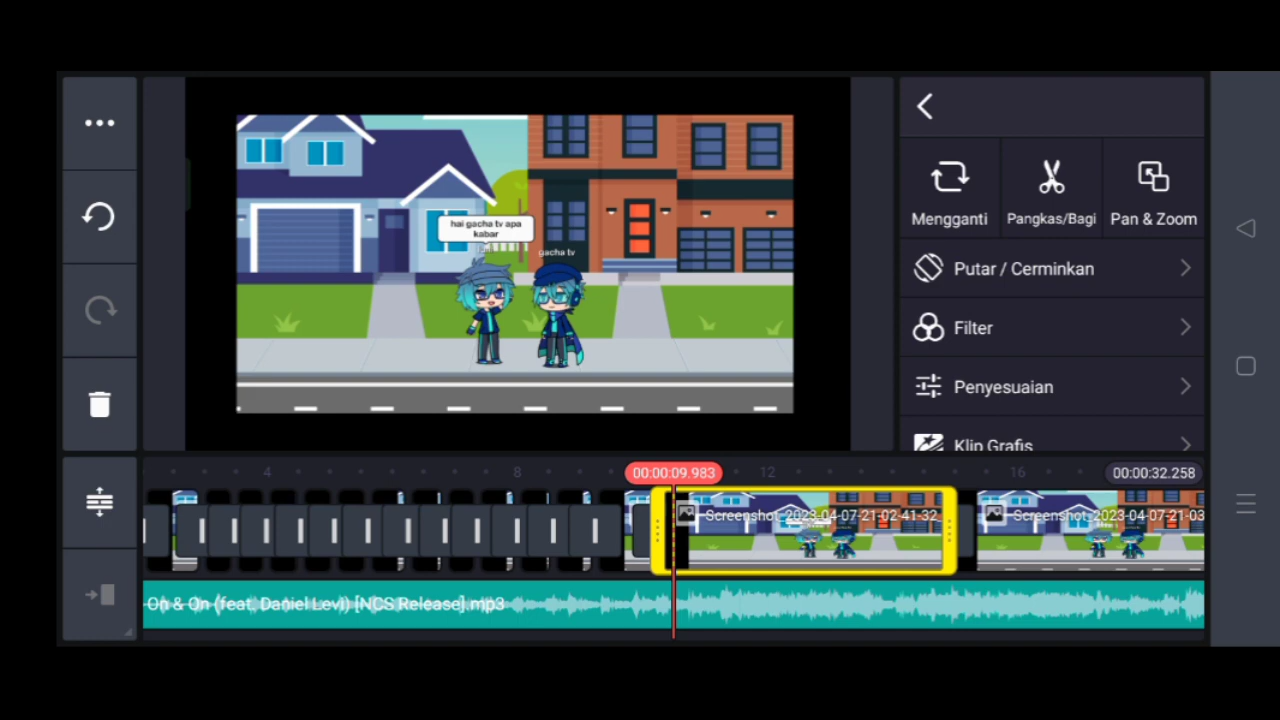 hai gacha tv apa
kabar
gacha tv
Mengganti
Pangkas/Bagi
Pan & Zoom
Putar / Cerminkan
Filter
Penyesuaian
Klip Grafis
4
8
00:00:09.983
12
16
00:00:32.258
Screenshot_2023-04-07-21-02-41-32
Screenshot_2023-04-07-21-03
On & On (feat. Daniel Levi) [NCS Release].mp3